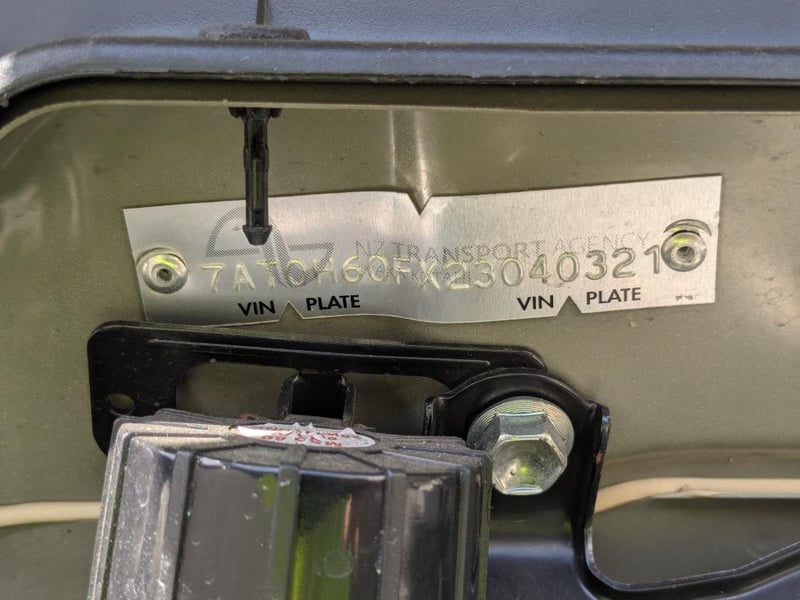 NZ TRANSPORT AGENCY
7AT0H60FX23040321
VIN PLATE VIN PLATE